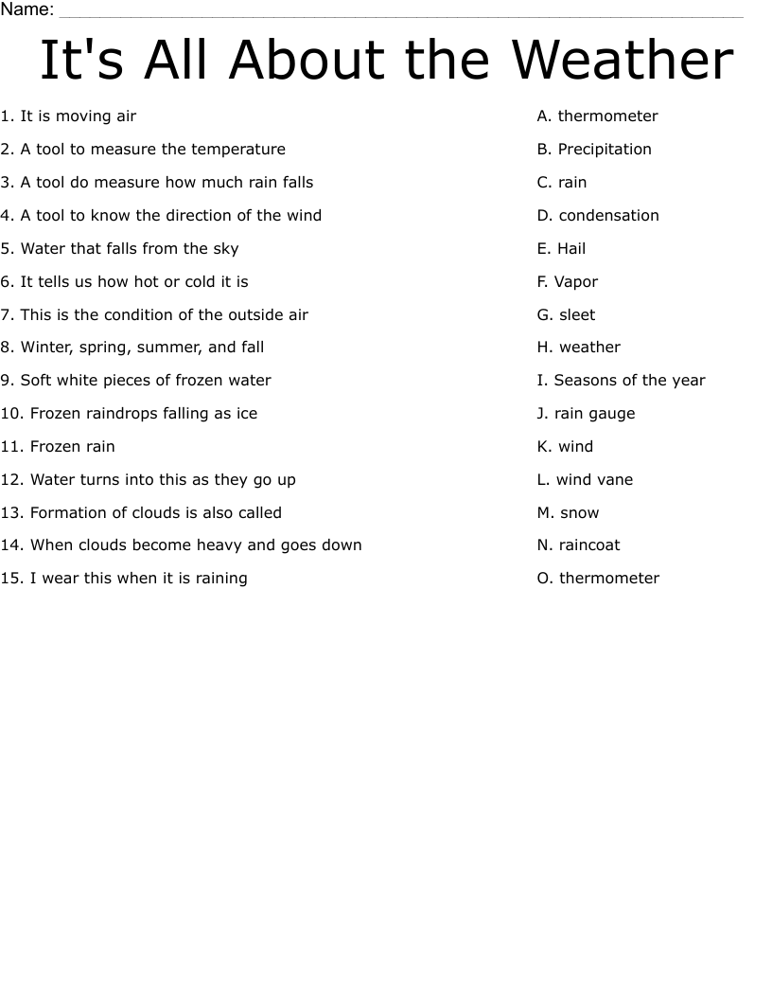 Name: ___________________________________________________________________________
It's All About the Weather
1. It is moving air A. thermometer
2. A tool to measure the temperature B. Precipitation
3. A tool do measure how much rain falls C. rain
4. A tool to know the direction of the wind D. condensation
5. Water that falls from the sky E. Hail
6. It tells us how hot or cold it is F. Vapor
7. This is the condition of the outside air G. sleet
8. Winter, spring, summer, and fall H. weather
9. Soft white pieces of frozen water I. Seasons of the year
10. Frozen raindrops falling as ice J. rain gauge
11. Frozen rain K. wind
12. Water turns into this as they go up L. wind vane
13. Formation of clouds is also called M. snow
14. When clouds become heavy and goes down N. raincoat
15. I wear this when it is raining O. thermometer